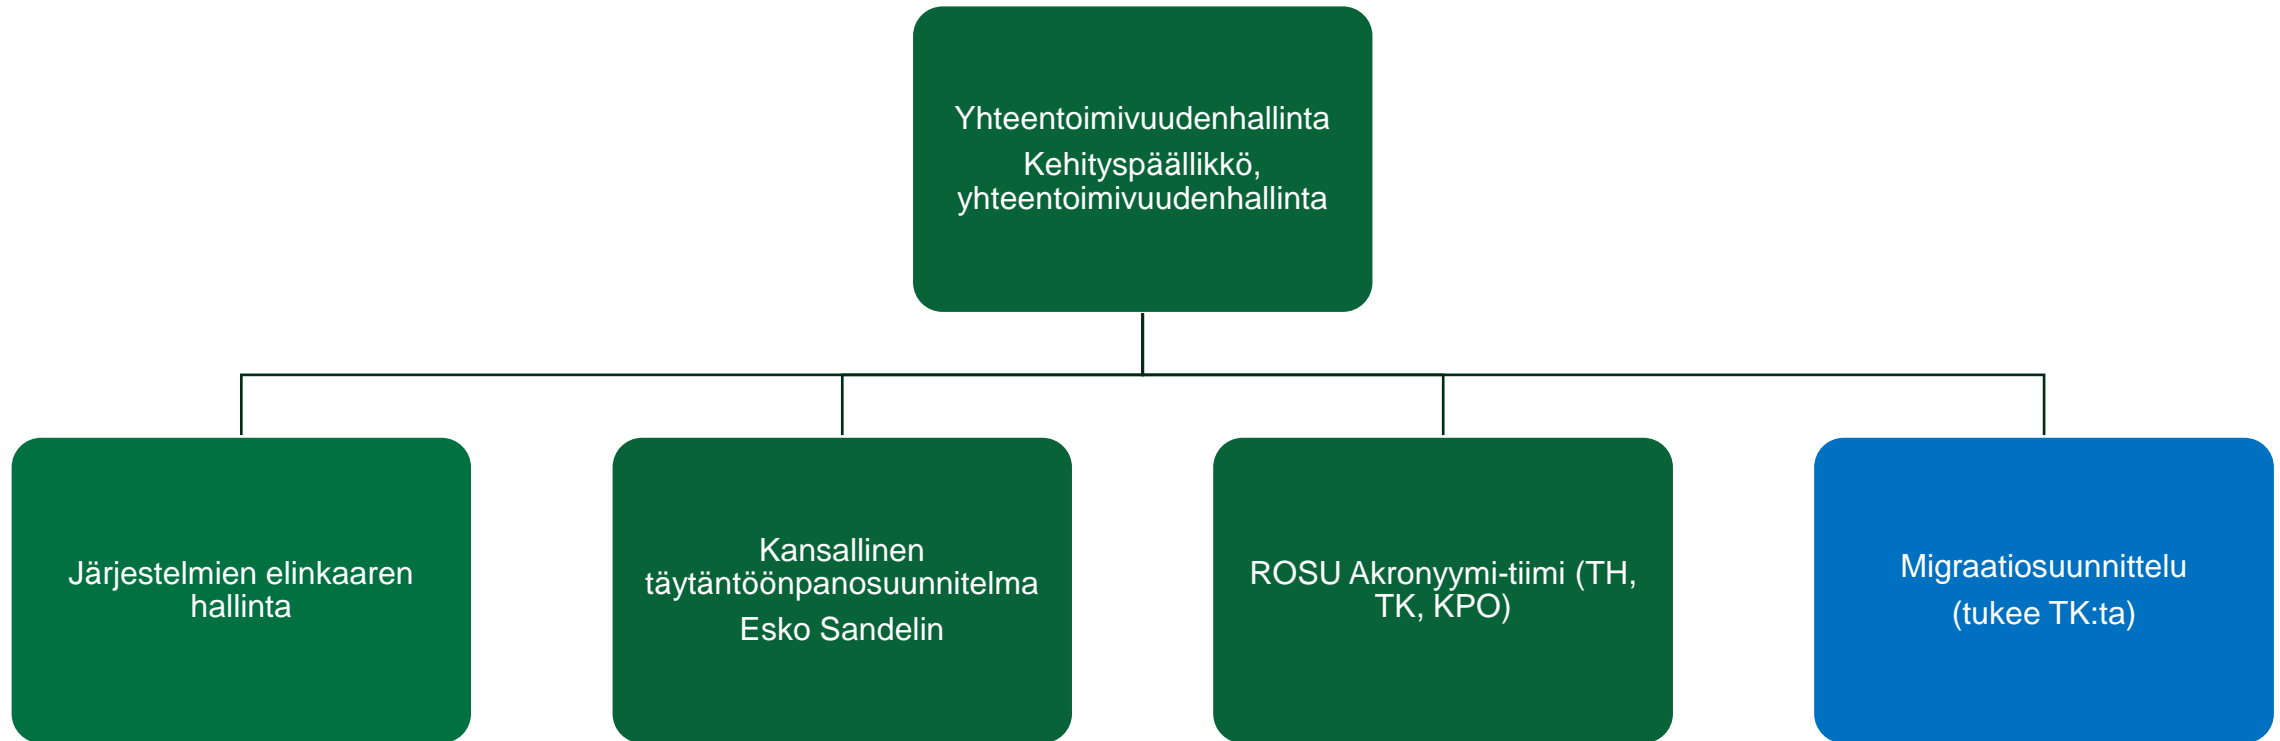 Yhteentoimivuudenhallinta
Kehityspäällikkö,
yhteentoimivuudenhallinta
Järjestelmien elinkaaren
hallinta
Kansallinen
täytäntöönpanosuunnitelma
Esko Sandelin
ROSU Akronyymi-tiimi (TH,
TK, KPO)
Migraatiosuunnittelu
(tukee TK:ta)